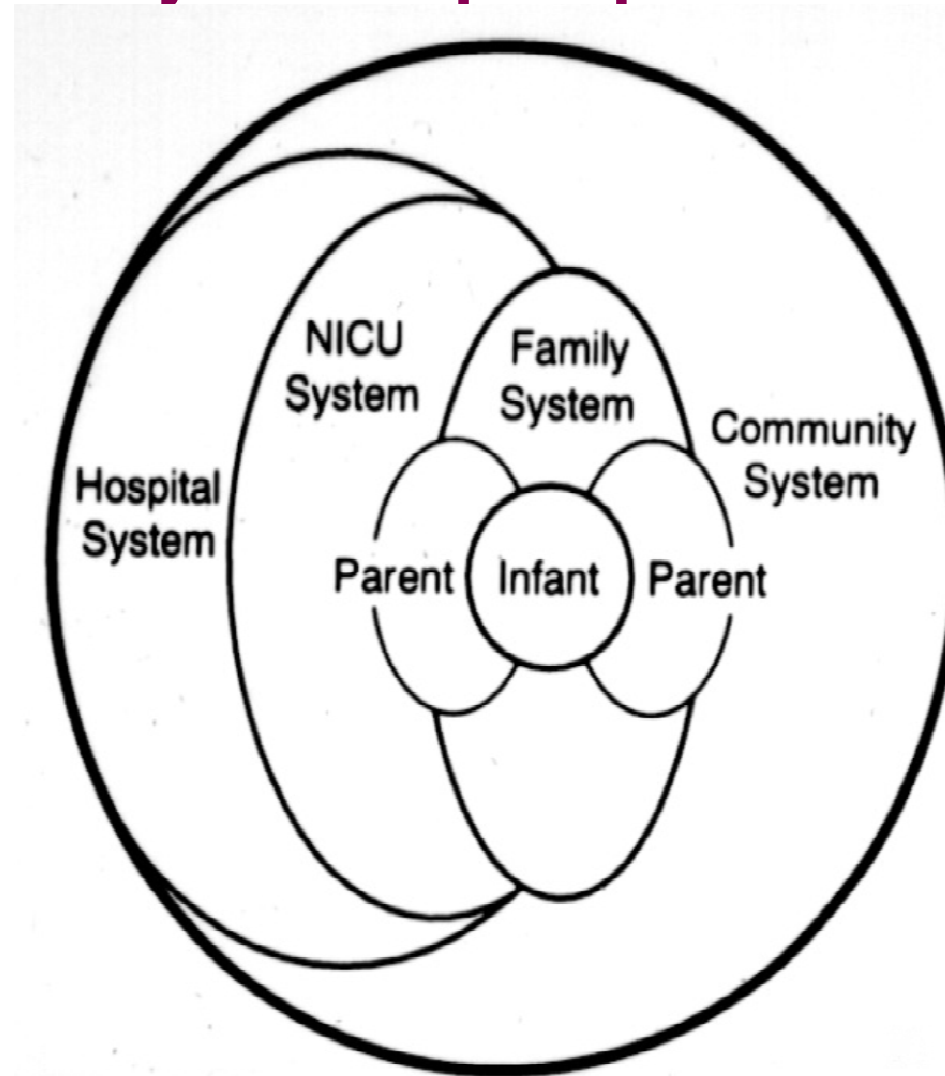 NICU
System
Family
System
Community
System
Hospital
System
Parent
Infant
Parent